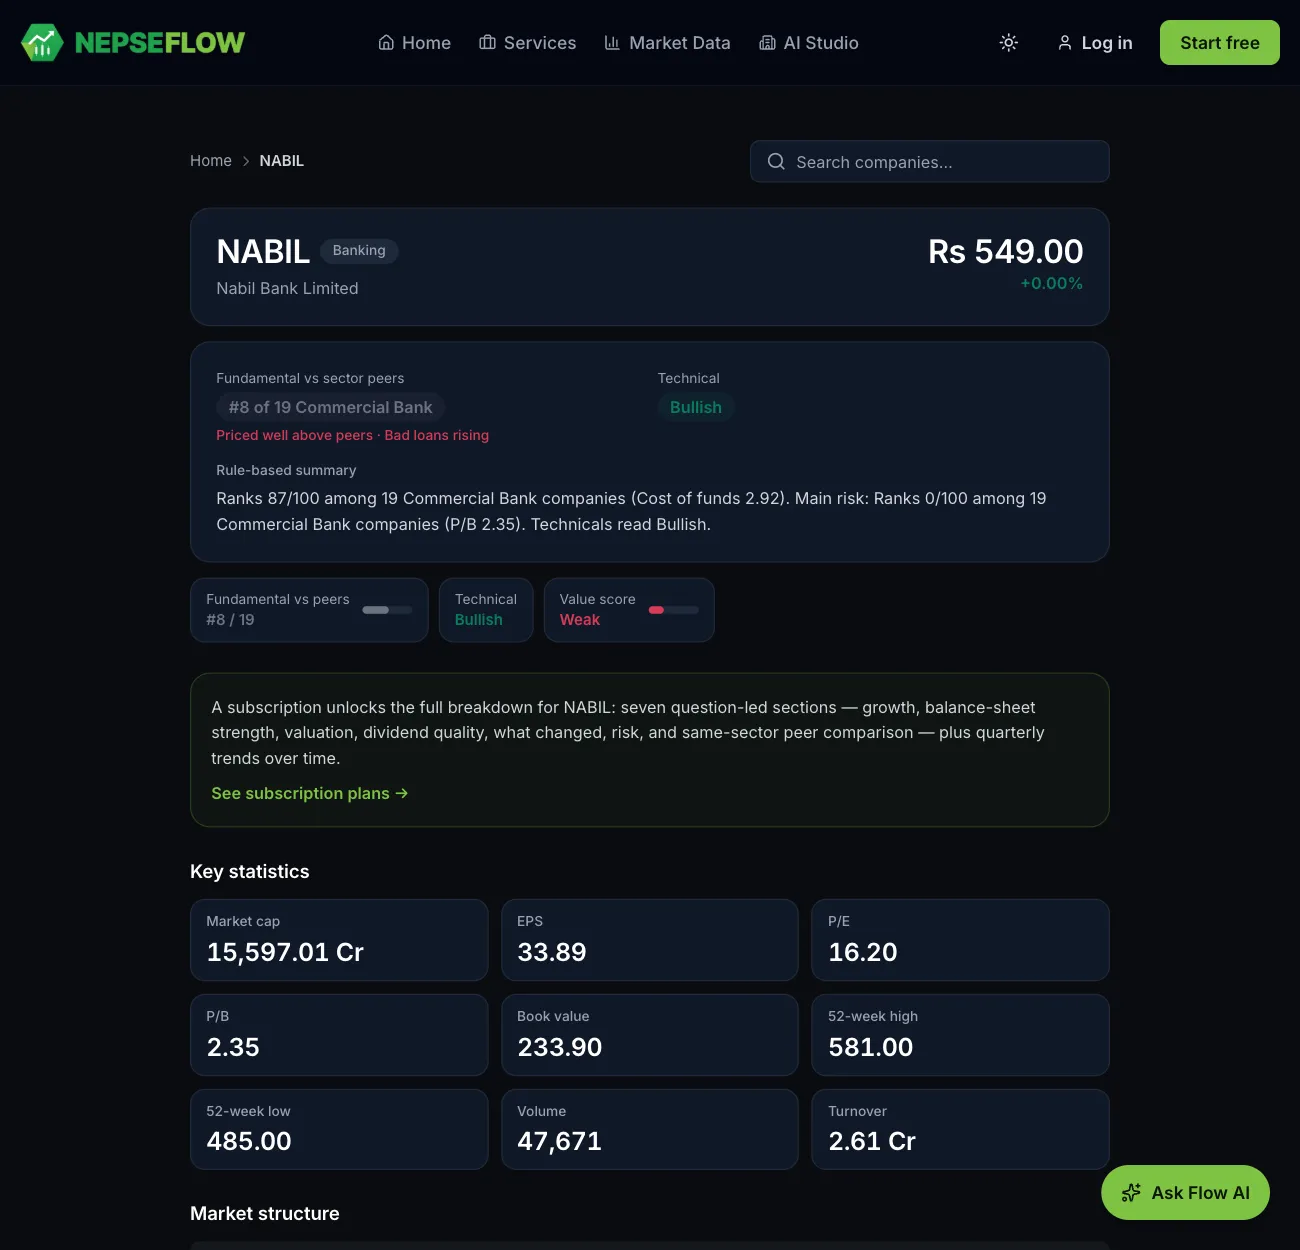 NEPSEFLOW
Home
Services
Market Data
AI Studio
Log in
Start free
Home > NABIL
Search companies...
NABIL
Banking
Nabil Bank Limited
Rs 549.00
+0.00%
Fundamental vs sector peers
#8 of 19 Commercial Bank
Priced well above peers · Bad loans rising
Technical
Bullish
Rule-based summary
Ranks 87/100 among 19 Commercial Bank companies (Cost of funds 2.92). Main risk: Ranks 0/100 among 19
Commercial Bank companies (P/B 2.35). Technicals read Bullish.
Fundamental vs peers
#8 / 19
Technical
Bullish
Value score
Weak
A subscription unlocks the full breakdown for NABIL: seven question-led sections — growth, balance-sheet
strength, valuation, dividend quality, what changed, risk, and same-sector peer comparison — plus quarterly
trends over time.
See subscription plans →
Key statistics
Market cap
15,597.01 Cr
EPS
33.89
P/E
16.20
P/B
2.35
Book value
233.90
52-week high
581.00
52-week low
485.00
Volume
47,671
Turnover
2.61 Cr
Market structure
Ask Flow AI